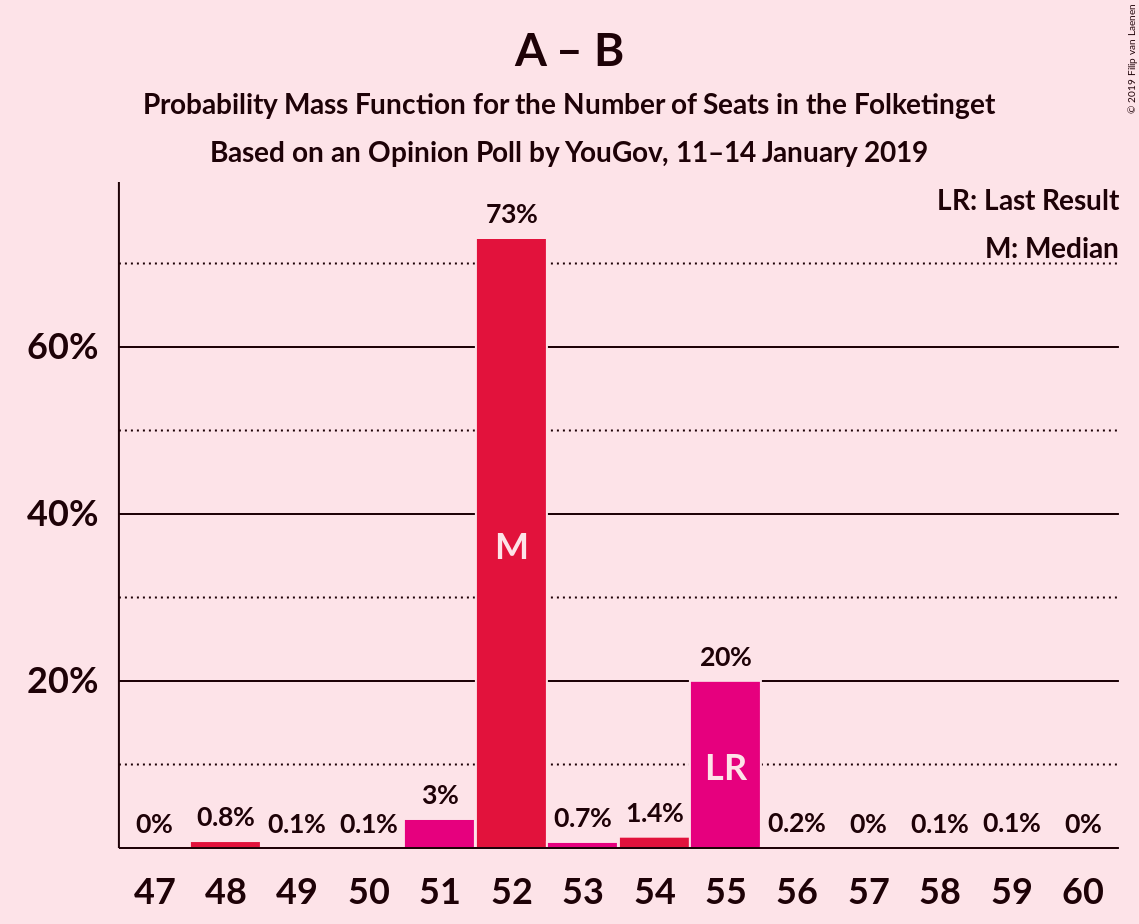 A – B
Probability Mass Function for the Number of Seats in the Folketinget
Based on an Opinion Poll by YouGov, 11–14 January 2019
© 2019 Filip van Laenen
LR: Last Result
M: Median
60%
40%
20%
0%
0.8%
0.1%
0.1%
3%
73%
0.7%
1.4%
20%
0.2%
0%
0.1%
0.1%
0%
M
LR
47 48 49 50 51 52 53 54 55 56 57 58 59 60